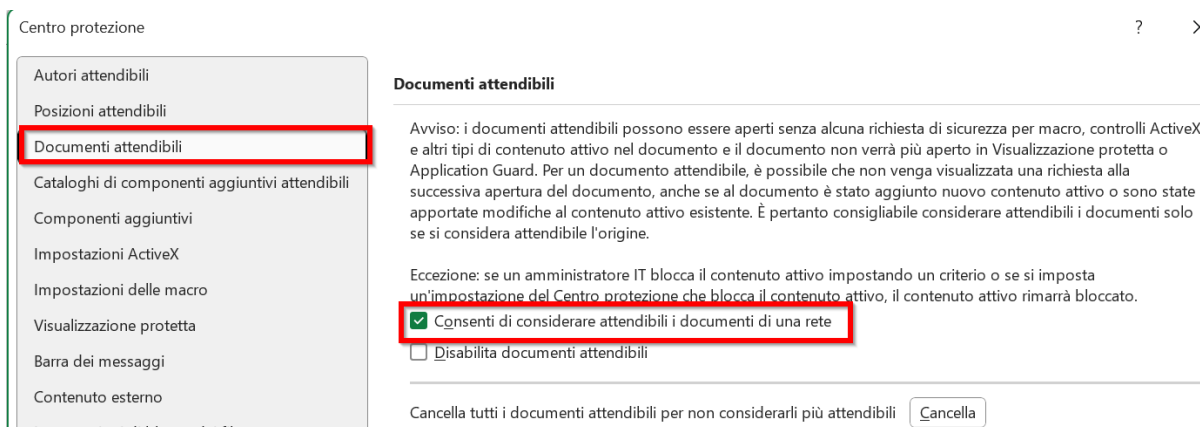 Centro protezione
?
Autori attendibili
Posizioni attendibili
Documenti attendibili
Cataloghi di componenti aggiuntivi attendibili
Componenti aggiuntivi
Impostazioni ActiveX
Impostazioni delle macro
Visualizzazione protetta
Barra dei messaggi
Contenuto esterno
Documenti attendibili
Avviso: i documenti attendibili possono essere aperti senza alcuna richiesta di sicurezza per macro, controlli ActiveX
e altri tipi di contenuto attivo nel documento e il documento non verrà più aperto in Visualizzazione protetta o
Application Guard. Per un documento attendibile, è possibile che non venga visualizzata una richiesta alla
successiva apertura del documento, anche se al documento è stato aggiunto nuovo contenuto attivo o sono state
apportate modifiche al contenuto attivo esistente. È pertanto consigliabile considerare attendibili i documenti solo
se si considera attendibile l'origine.
Eccezione: se un amministratore IT blocca il contenuto attivo impostando un criterio o se si imposta
un'impostazione del Centro protezione che blocca il contenuto attivo, il contenuto attivo rimarrà bloccato.
Consenti di considerare attendibili i documenti di una rete
Disabilita documenti attendibili
Cancella tutti i documenti attendibili per non considerarli più attendibili
Cancella